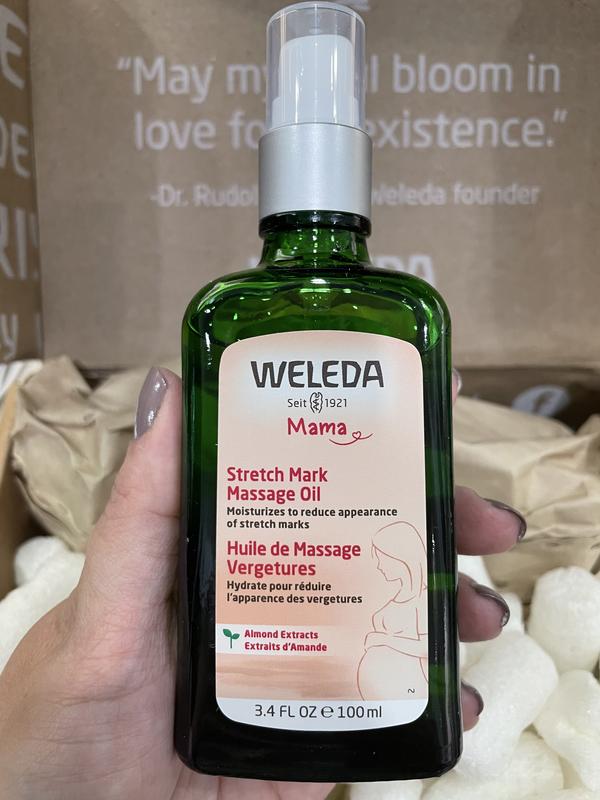 “May my l bloom in
love fo existence.”
-Dr. Rudol Weleda founder
WELEDA
Seit 1921
Mama
Stretch Mark
Massage Oil
Moisturizes to reduce appearance
of stretch marks
Huile de Massage
Vergetures
Hydrate pour réduire
l'apparence des vergetures
Almond Extracts
Extraits d'Amande
3.4 FL OZ ℮ 100 ml